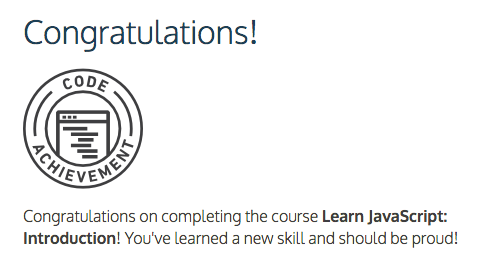 Congratulations!
CODE
ACHIEVEMENT
Congratulations on completing the course Learn JavaScript:
Introduction! You've learned a new skill and should be proud!